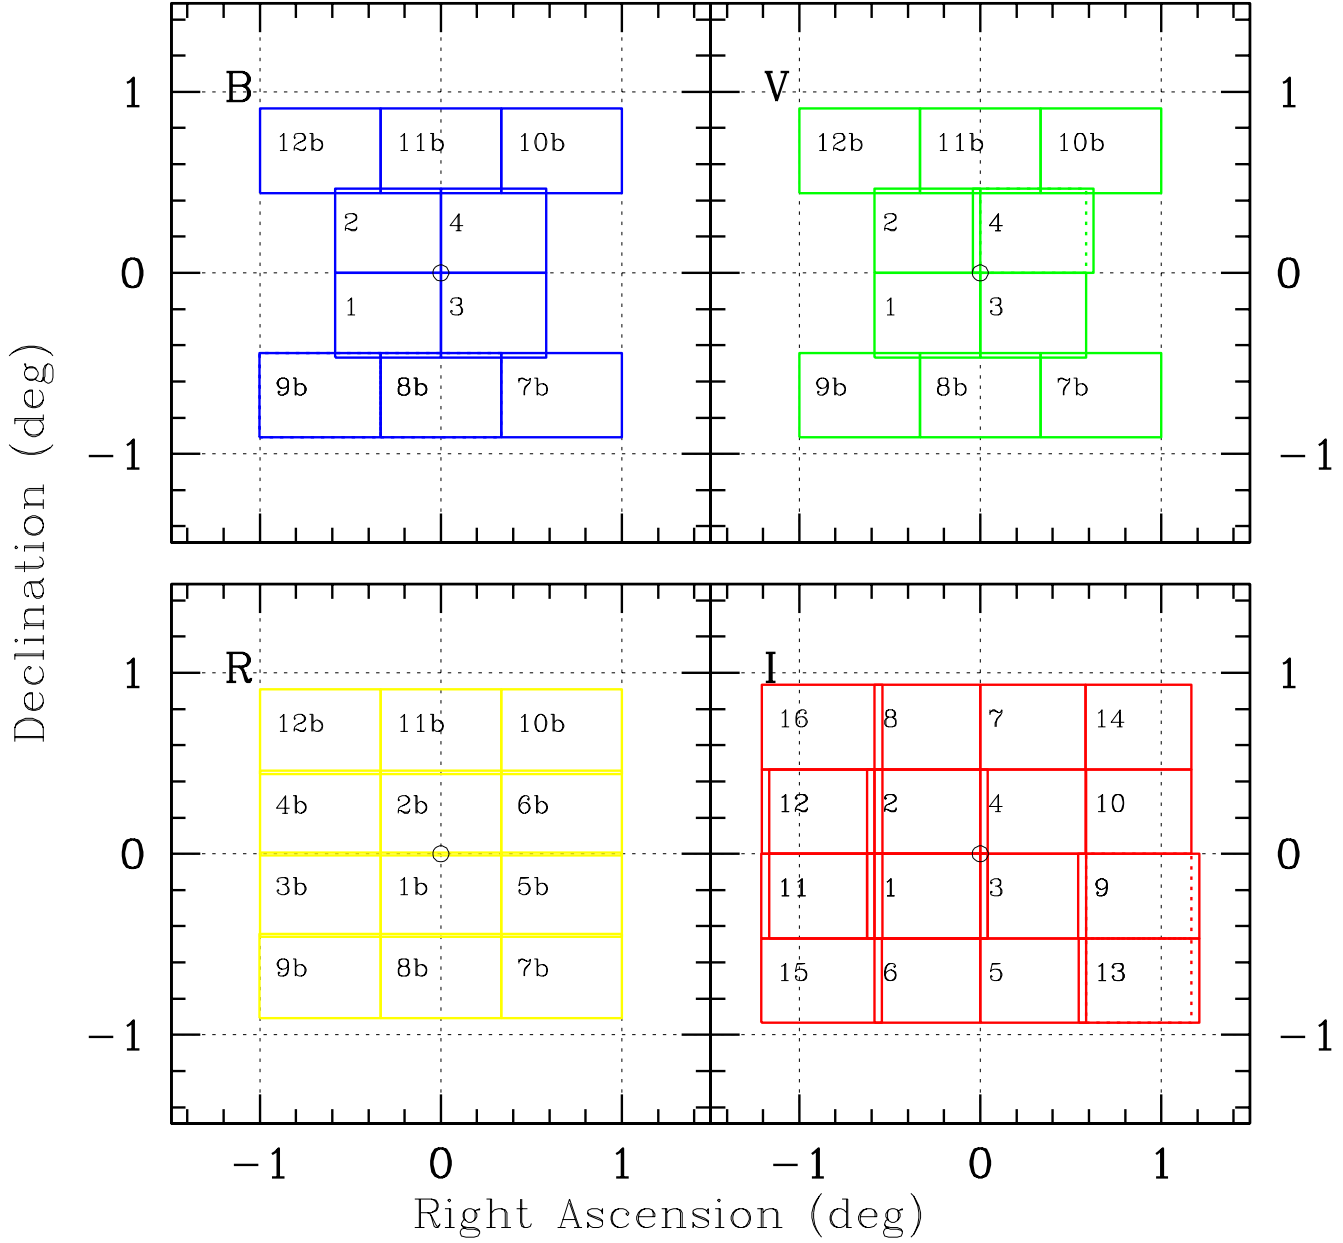 B V
1 1
12b 11b 10b 12b 11b 10b
2 4 2 4
0 0
1 3 1 3
9b 8b 7b 9b 8b 7b
−1 −1
Declination (deg)
R I
1 1
12b 11b 10b 16 8 7 14
4b 2b 6b 12 2 4 10
0 0
3b 1b 5b 11 1 3 9
9b 8b 7b 15 6 5 13
−1 −1
−1 0 1 −1 0 1
Right Ascension (deg)